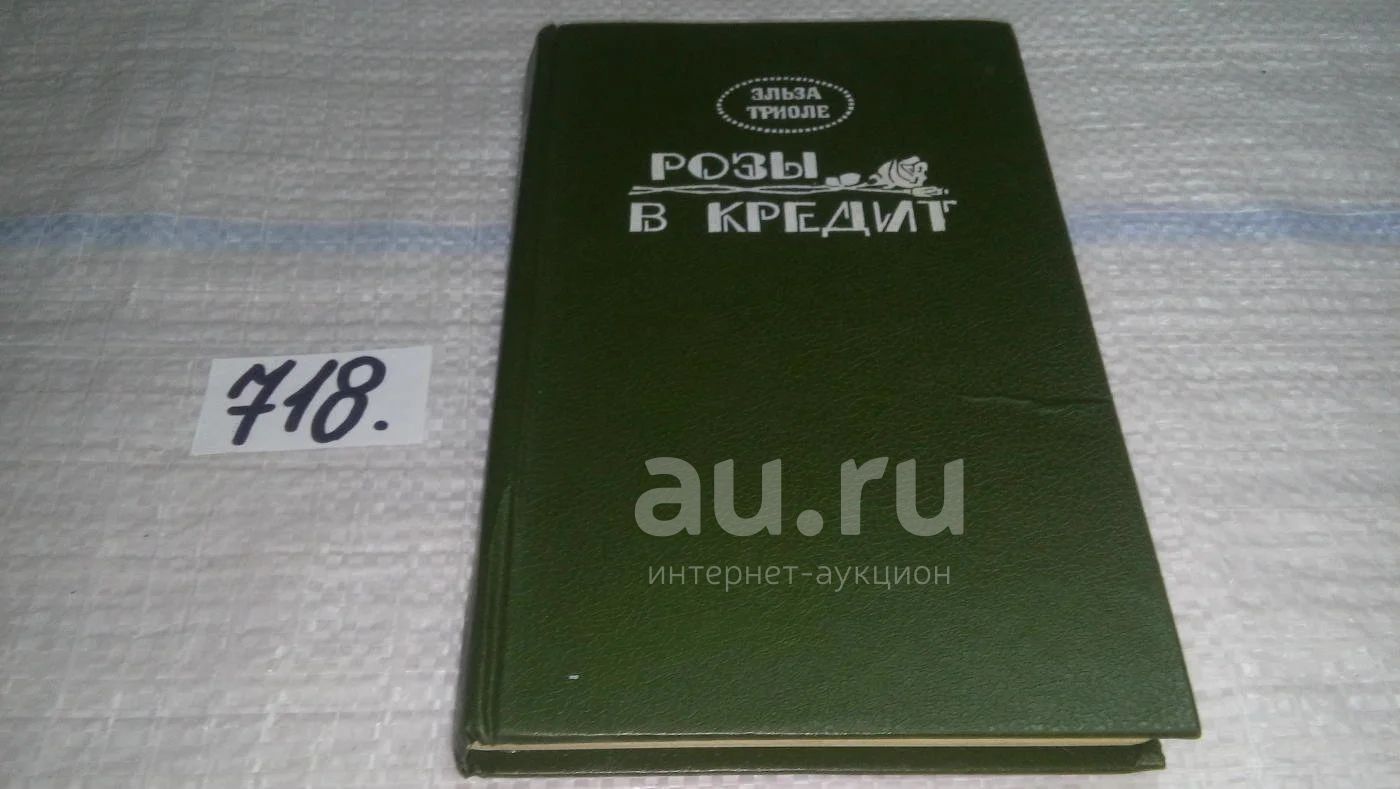 ЭЛЬЗА
ТРИОЛЕ
РОЗЫ
В КРЕДИТ
718.
au.ru
интернет-аукцион